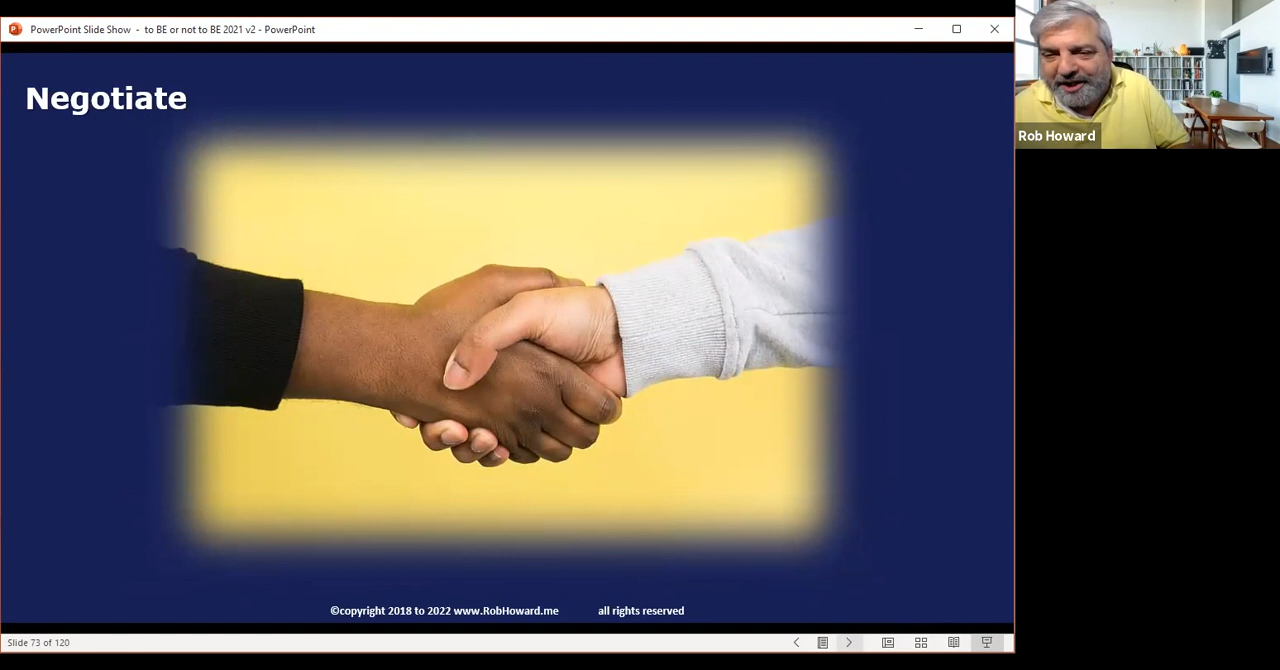 PowerPoint Slide Show - to BE or not to BE 2021 v2 - PowerPoint
Negotiate
Rob Howard
©copyright 2018 to 2022 www.RobHoward.me all rights reserved
Slide 73 of 120